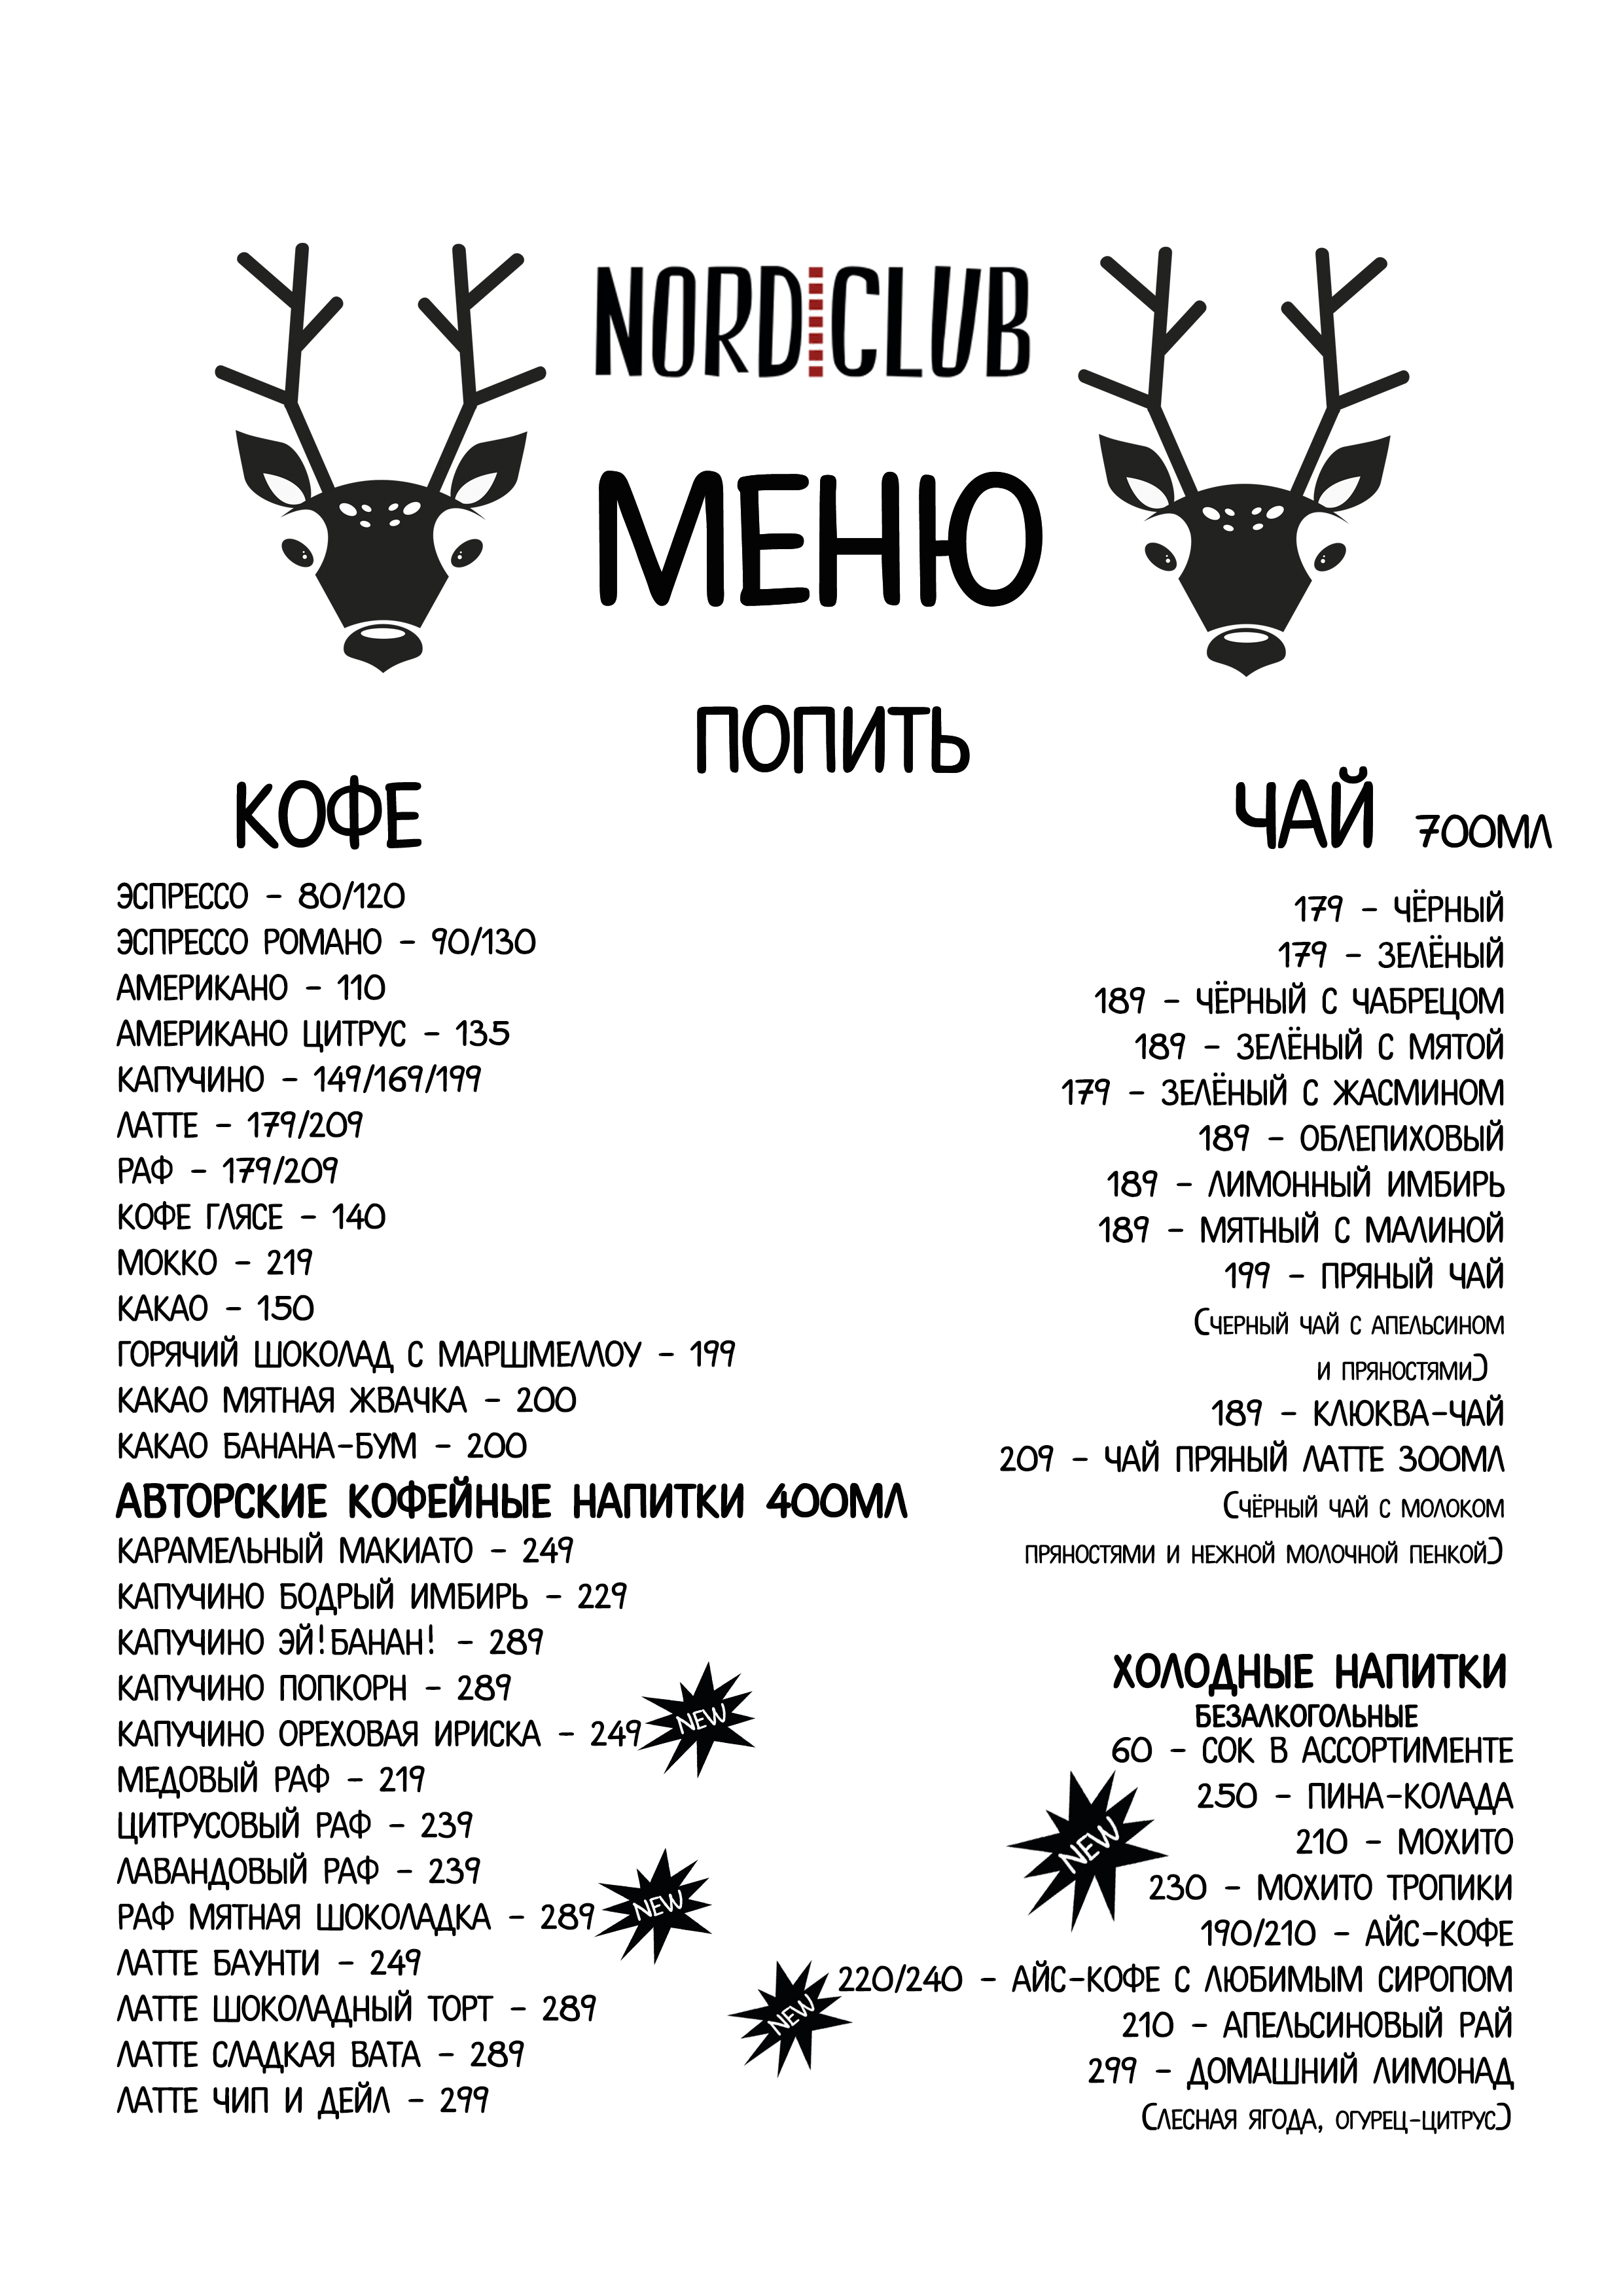 NORD CLUB
МЕНЮ
ПОПИТЬ
КОФЕ
ЭСПРЕССО - 80/120
ЭСПРЕССО РОМАНО - 90/130
АМЕРИКАНО - 110
АМЕРИКАНО ЦИТРУС - 135
КАПУЧИНО - 149/169/199
ЛАТТЕ - 179/209
РАФ - 179/209
КОФЕ ГЛЯСЕ - 140
МОККО - 219
КАКАО - 150
ГОРЯЧИЙ ШОКОЛАД С МАРШМЕЛЛОУ - 199
КАКАО МЯТНАЯ ЖВАЧКА - 200
КАКАО БАНАНА-БУМ - 200
АВТОРСКИЕ КОФЕЙНЫЕ НАПИТКИ 400МЛ
КАРАМЕЛЬНЫЙ МАКИАТО - 249
КАПУЧИНО БОДРЫЙ ИМБИРЬ - 229
КАПУЧИНО ЭЙ!БАНАН! - 289
КАПУЧИНО ПОПКОРН - 289
КАПУЧИНО ОРЕХОВАЯ ИРИСКА - 249 NEW
МЕДОВЫЙ РАФ - 219
ЦИТРУСОВЫЙ РАФ - 239
ЛАВАНДОВЫЙ РАФ - 239
РАФ МЯТНАЯ ШОКОЛАДКА - 289 NEW
ЛАТТЕ БАУНТИ - 249
ЛАТТЕ ШОКОЛАДНЫЙ ТОРТ - 289
ЛАТТЕ СЛАДКАЯ ВАТА - 289
ЛАТТЕ ЧИП И ДЕЙЛ - 299
ЧАЙ 700МЛ
179 - ЧЁРНЫЙ
179 - ЗЕЛЁНЫЙ
189 - ЧЁРНЫЙ С ЧАБРЕЦОМ
189 - ЗЕЛЁНЫЙ С МЯТОЙ
179 - ЗЕЛЁНЫЙ С ЖАСМИНОМ
189 - ОБЛЕПИХОВЫЙ
189 - ЛИМОННЫЙ ИМБИРЬ
189 - МЯТНЫЙ С МАЛИНОЙ
199 - ПРЯНЫЙ ЧАЙ
(ЧЕРНЫЙ ЧАЙ С АПЕЛЬСИНОМ
И ПРЯНОСТЯМИ)
189 - КЛЮКВА-ЧАЙ
209 - ЧАЙ ПРЯНЫЙ ЛАТТЕ 300МЛ
(ЧЁРНЫЙ ЧАЙ С МОЛОКОМ
ПРЯНОСТЯМИ И НЕЖНОЙ МОЛОЧНОЙ ПЕНКОЙ)
ХОЛОДНЫЕ НАПИТКИ
БЕЗАЛКОГОЛЬНЫЕ
60 - СОК В АССОРТИМЕНТЕ
250 - ПИНА-КОЛАДА
NEW 210 - МОХИТО
230 - МОХИТО ТРОПИКИ
190/210 - АЙС-КОФЕ
NEW 220/240 - АЙС-КОФЕ С ЛЮБИМЫМ СИРОПОМ
210 - АПЕЛЬСИНОВЫЙ РАЙ
299 - ДОМАШНИЙ ЛИМОНАД
(ЛЕСНАЯ ЯГОДА, ОГУРЕЦ-ЦИТРУС)